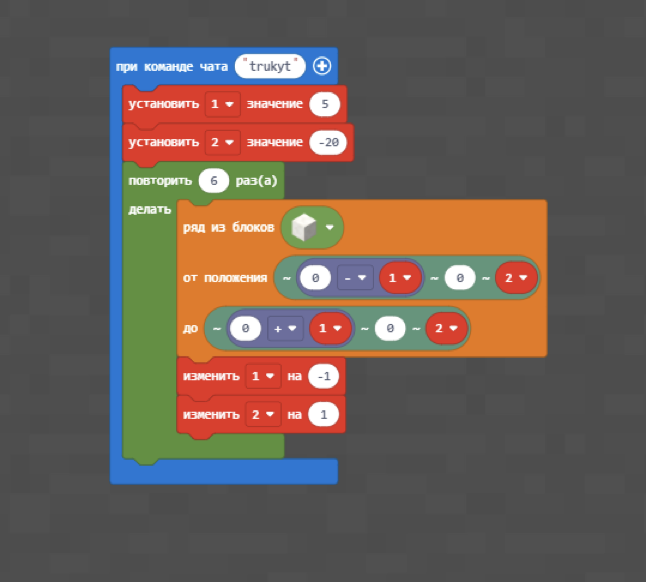 при команде чата "trukyt"
установить 1 значение 5
установить 2 значение -20
повторить 6 раз(а)
делать
ряд из блоков
от положения ~ 0 - 1 ~ 0 ~ 2
до ~ 0 + 1 ~ 0 ~ 2
изменить 1 на -1
изменить 2 на 1